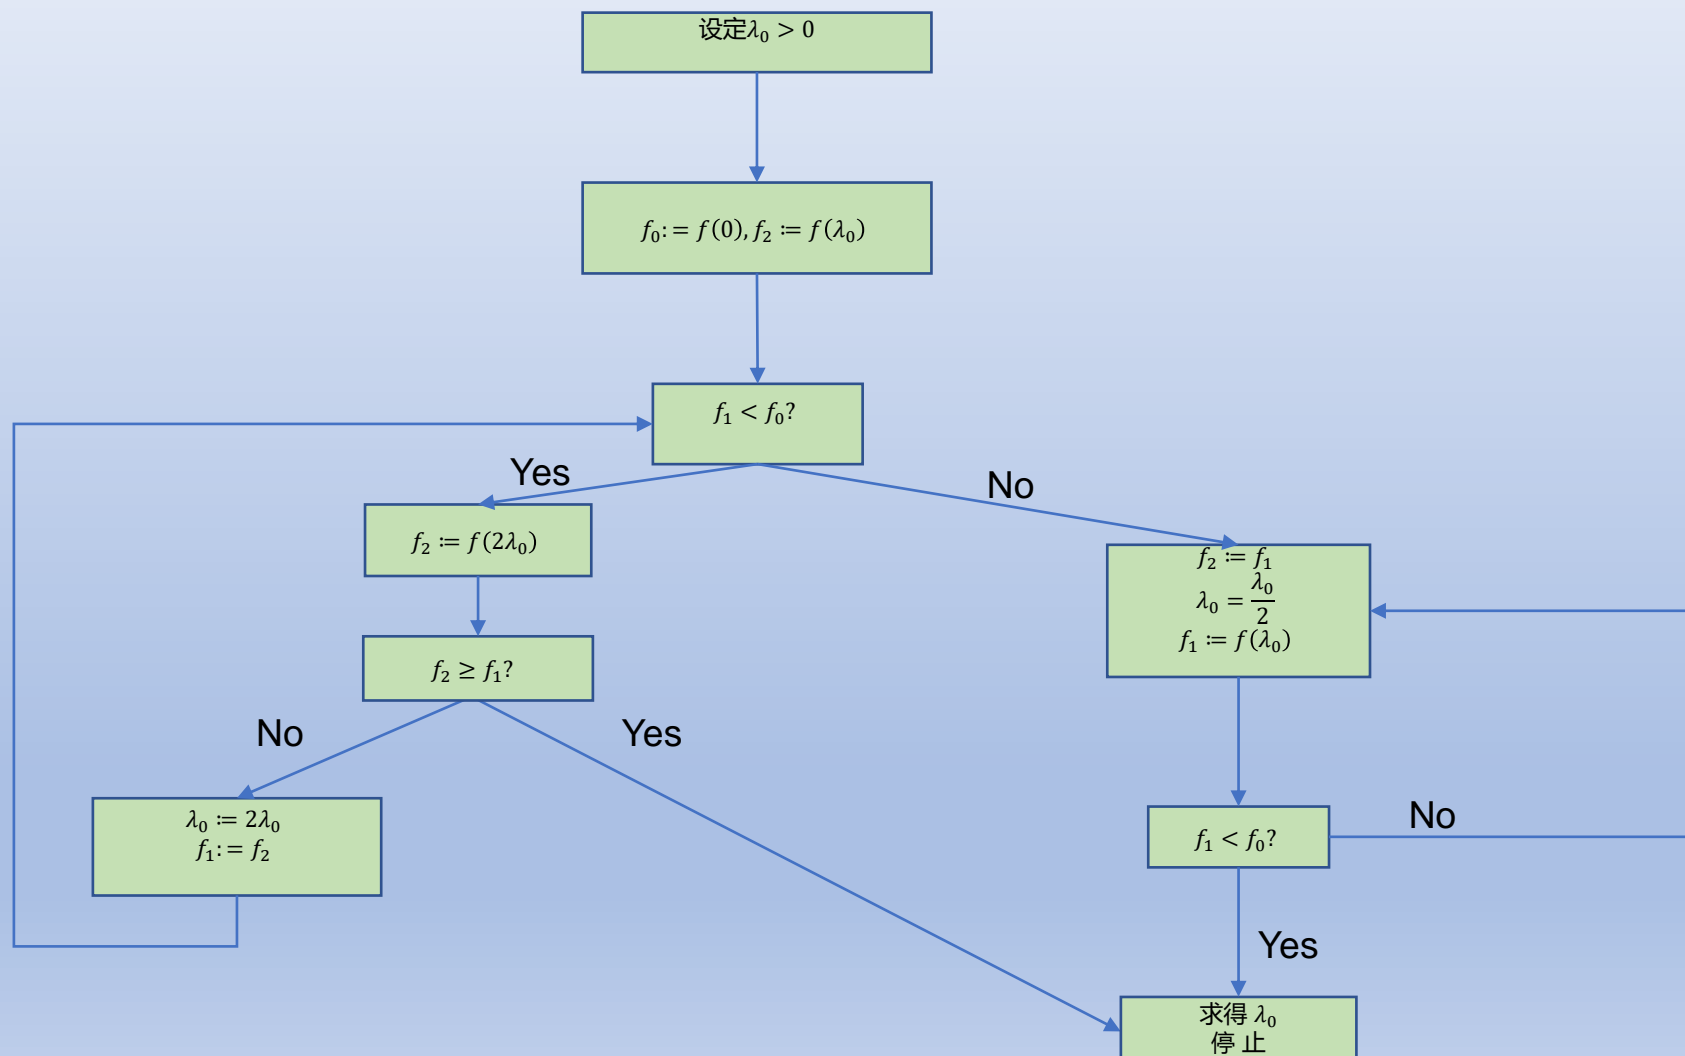 设定λ₀ > 0
f₀: = f(0), f₂ ≔ f(λ₀)
f₁ < f₀?
Yes
No
f₂ ≔ f(2λ₀)
f₂ ≔ f₁
λ₀ = λ₀/2
f₁ ≔ f(λ₀)
f₂ ≥ f₁?
No
Yes
λ₀ ≔ 2λ₀
f₁: = f₂
f₁ < f₀?
No
Yes
求得 λ₀
停 止